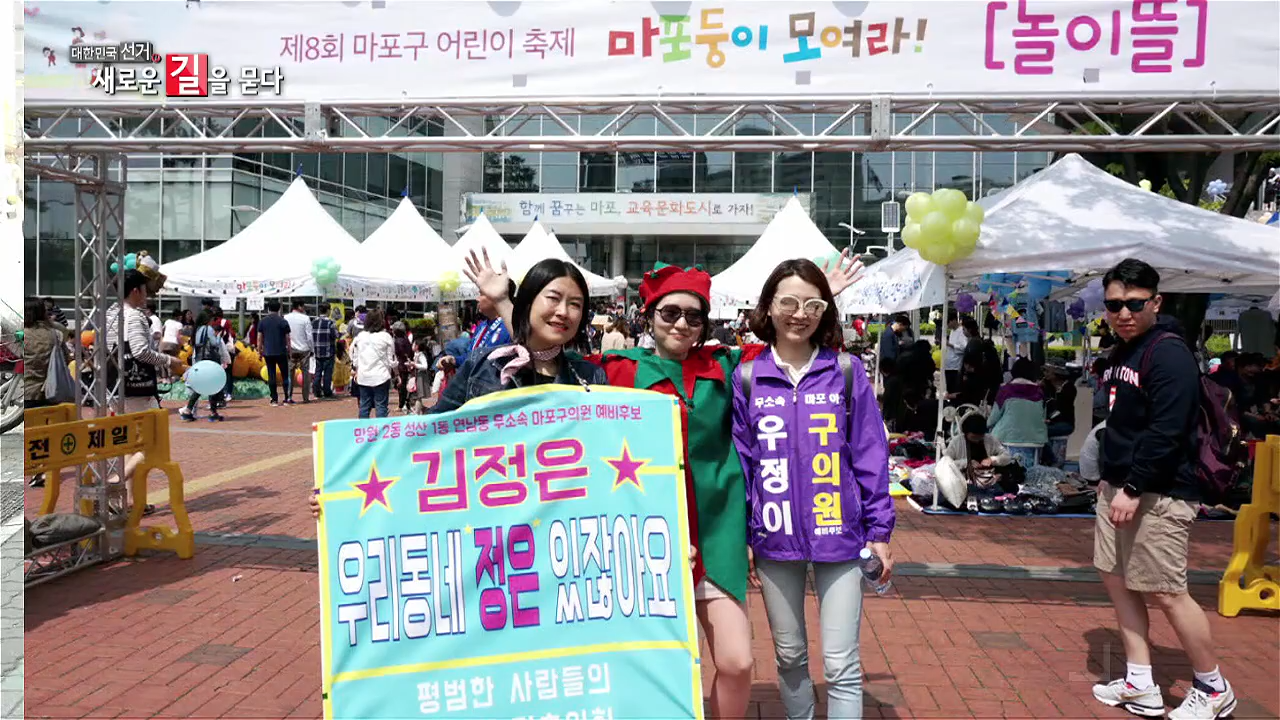 대한민국 선거
새로운 길을 묻다
제8회 마포구 어린이 축제 마포둥이 모여라! [놀이뜰]
함께 꿈꾸는 마포, 교육문화도시로 가자!
안전제일
망원 2동 성산 1동 연남동 무소속 마포구의원 예비후보
김정은
우리동네 정은 있잖아요
평범한 사람들의
무소속 마포
우정이
구의원
예비후보